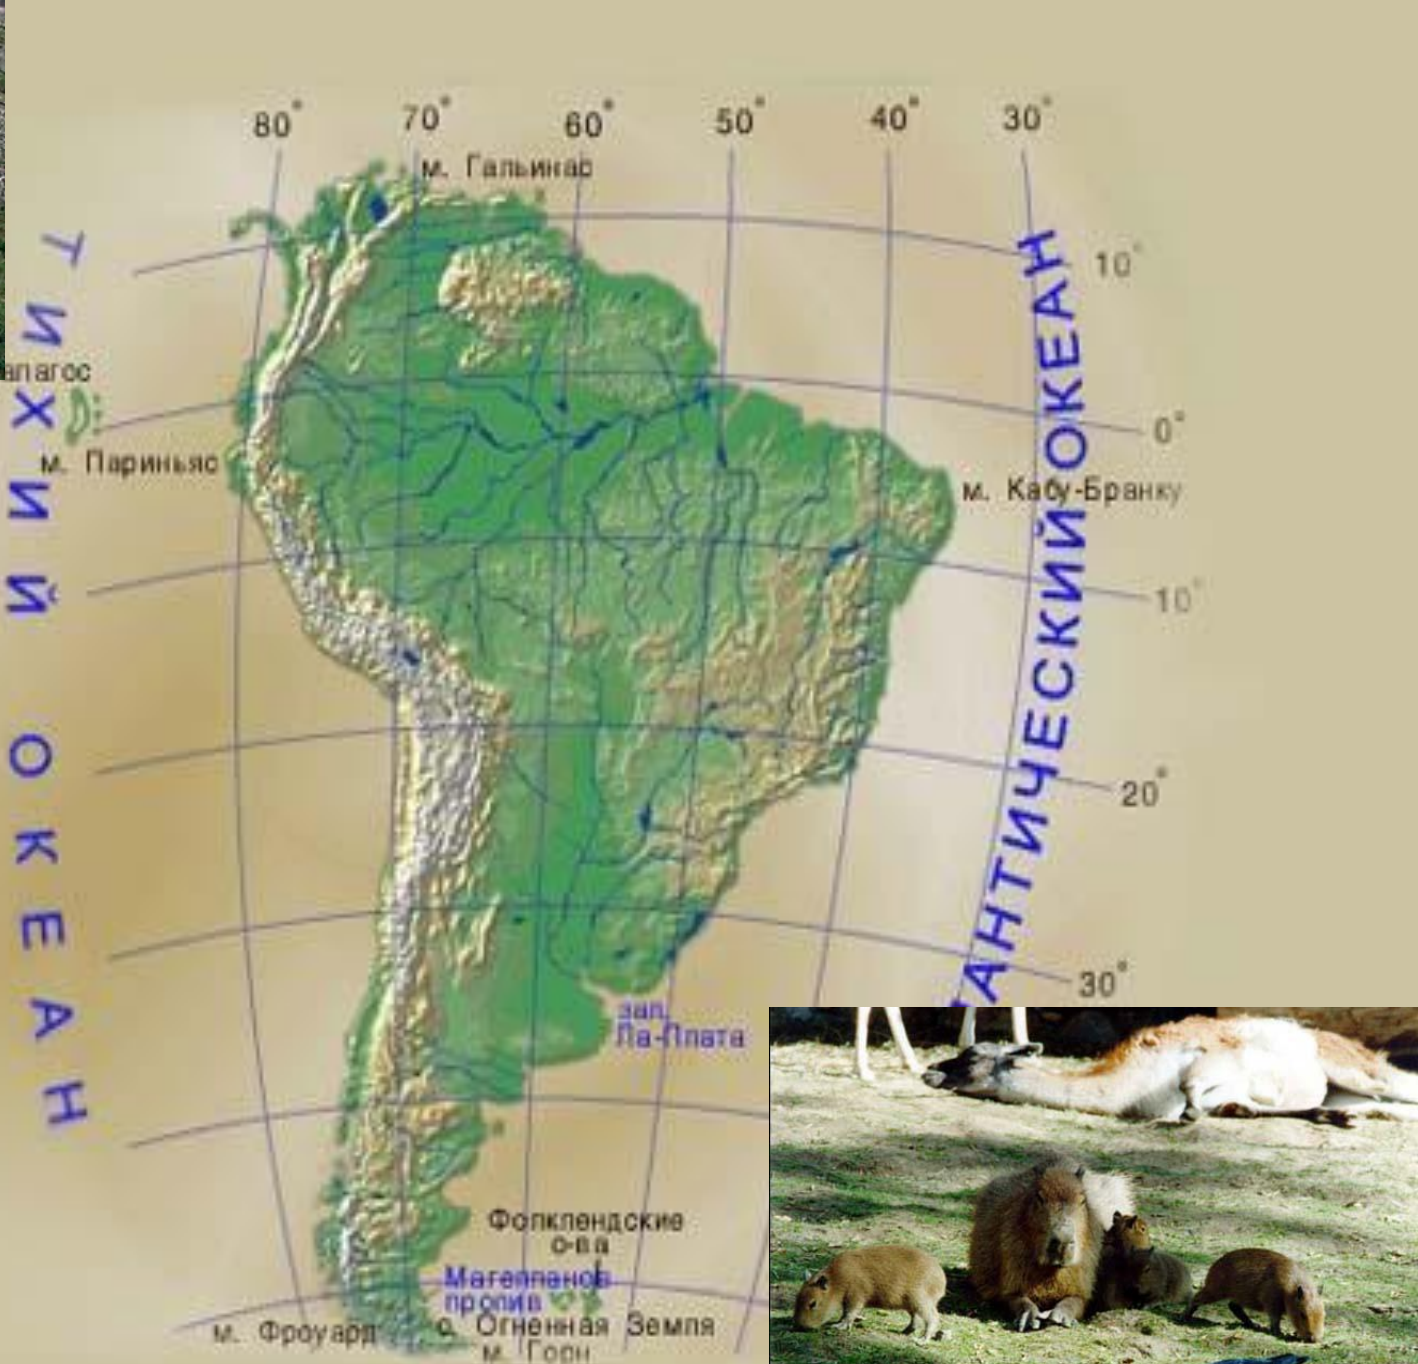 80° 70° 60° 50° 40° 30°
м. Гальинас
10°
ТИХИЙ ОКЕАН
апагос
0°
м. Париньяс
м. Кабу-Бранку
10°
АНТИЧЕСКИЙ ОКЕАН
20°
30°
зал.
Ла-Плата
Фолклендские
о-ва
Магелланов
пролив
о. Огненная Земля
м. Фроуард
м. Горн